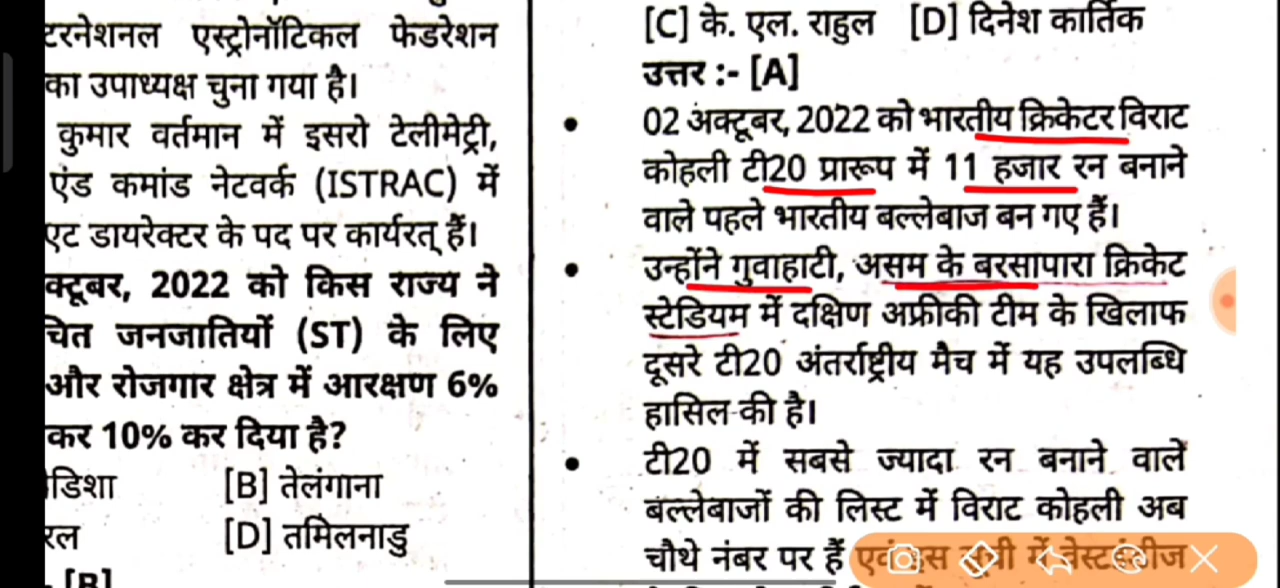 टरनेशनल एस्ट्रोनॉटिकल फेडरेशन
का उपाध्यक्ष चुना गया है।
कुमार वर्तमान में इसरो टेलीमेट्री,
एंड कमांड नेटवर्क (ISTRAC) में
एट डायरेक्टर के पद पर कार्यरत् हैं।
क्टूबर, 2022 को किस राज्य ने
चित जनजातियों (ST) के लिए
और रोजगार क्षेत्र में आरक्षण 6%
कर 10% कर दिया है?
डिशा [B] तेलंगाना
रल [D] तमिलनाडु
[B]
[C] के. एल. राहुल [D] दिनेश कार्तिक
उत्तर :- [A]
• 02 अक्टूबर, 2022 को भारतीय क्रिकेटर विराट
कोहली टी20 प्रारूप में 11 हजार रन बनाने
वाले पहले भारतीय बल्लेबाज बन गए हैं।
• उन्होंने गुवाहाटी, असम के बरसापारा क्रिकेट
स्टेडियम में दक्षिण अफ्रीकी टीम के खिलाफ
दूसरे टी20 अंतर्राष्ट्रीय मैच में यह उपलब्धि
हासिल की है।
• टी20 में सबसे ज्यादा रन बनाने वाले
बल्लेबाजों की लिस्ट में विराट कोहली अब
चौथे नंबर पर हैं एवं इस सूची में वेस्टइंडीज